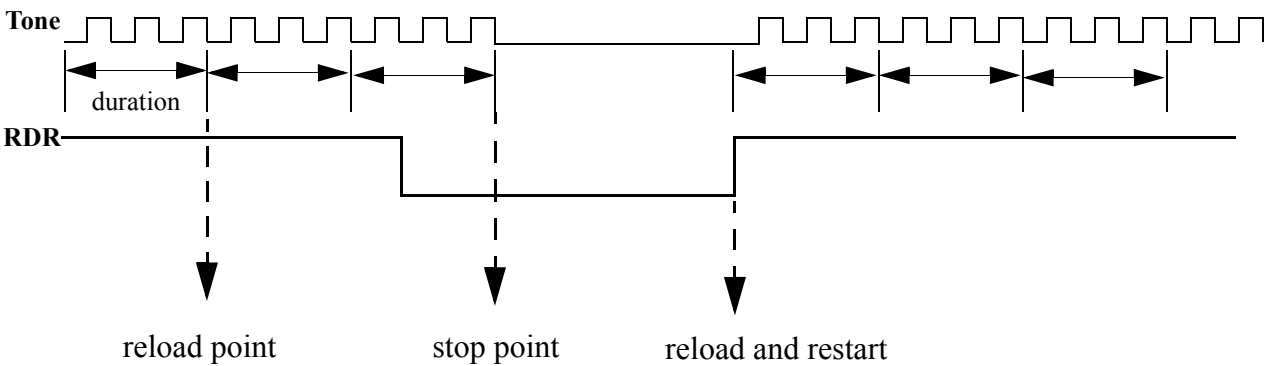 Tone
duration
RDR
reload point
stop point
reload and restart